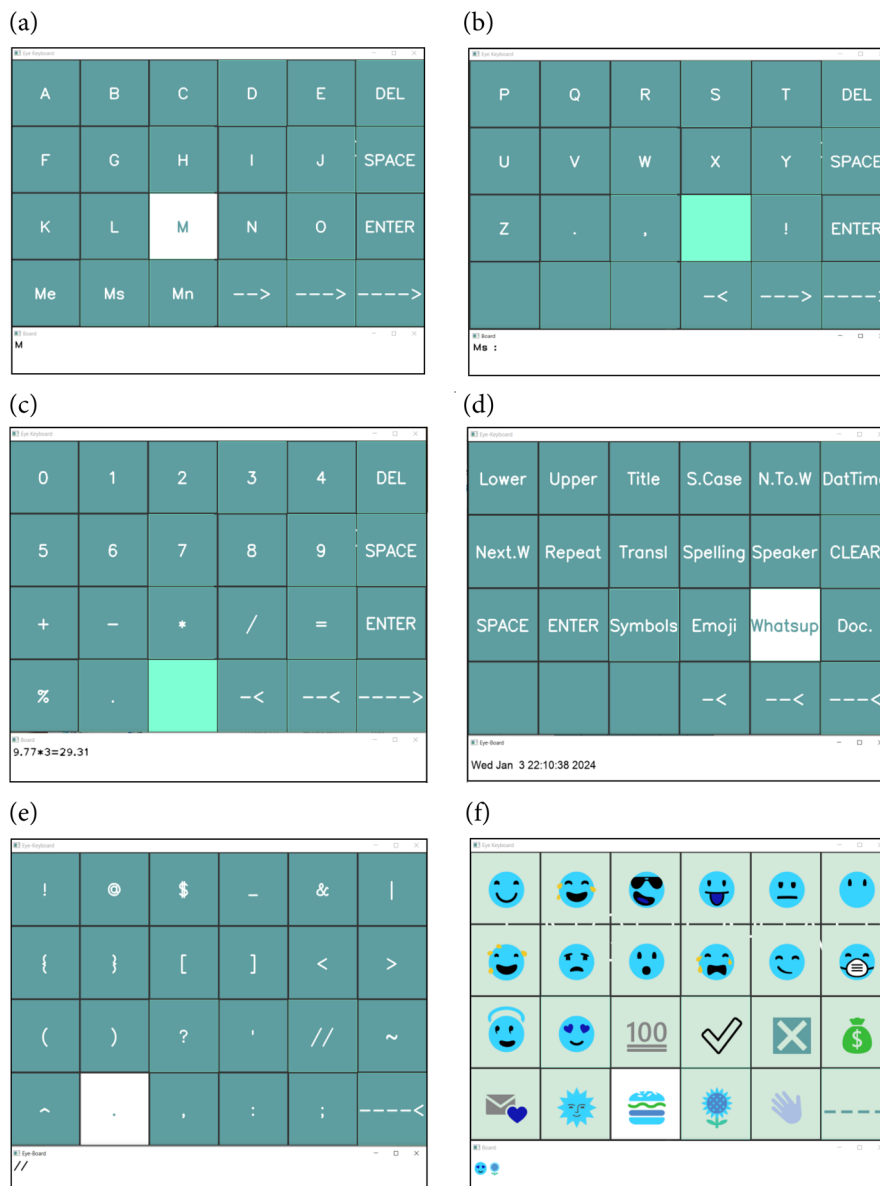 (a)
Eye Keyboard
A B C D E DEL
F G H I J SPACE
K L M N O ENTER
Me Ms Mn --> ---> ---->
Board
M
(b)
Eye Keyboard
P Q R S T DEL
U V W X Y SPACE
Z . , ! ENTER
-< ---> ---->
Board
Ms :
(c)
Eye Keyboard
0 1 2 3 4 DEL
5 6 7 8 9 SPACE
+ - * / = ENTER
% . -< --< ---->
Board
9.77*3=29.31
(d)
Eye-Keyboard
Lower Upper Title S.Case N.To.W DatTime
Next.W Repeat Transl Spelling Speaker CLEAR
SPACE ENTER Symbols Emoji Whatsup Doc.
-< --< ---<
Eye-Board
Wed Jan 3 22:10:38 2024
(e)
Eye-Keyboard
! @ $ _ & |
{ } [ ] < >
( ) ? ' // ~
^ . , : ; ----<
Eye-Board
//
(f)
Eye Keyboard
100
$
----
Board